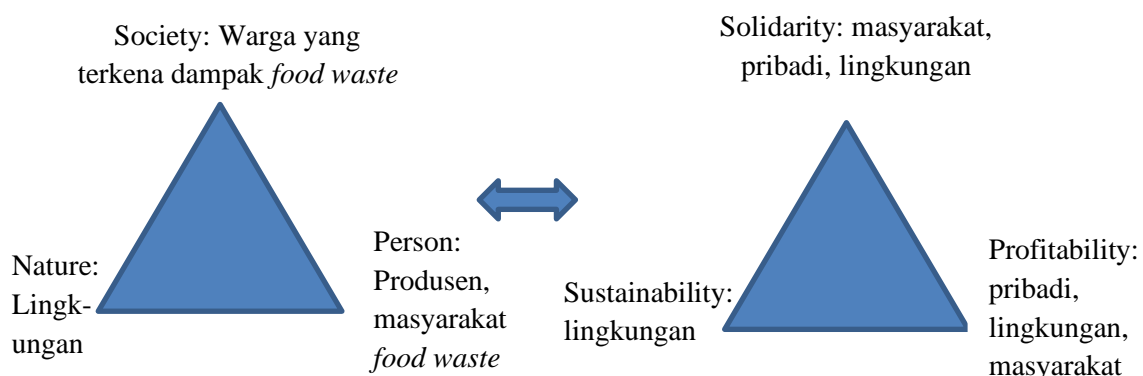 Society: Warga yang
terkena dampak food waste
Solidarity: masyarakat,
pribadi, lingkungan
Nature:
Lingk-
ungan
Person:
Produsen,
masyarakat
food waste
Sustainability:
lingkungan
Profitability:
pribadi,
lingkungan,
masyarakat